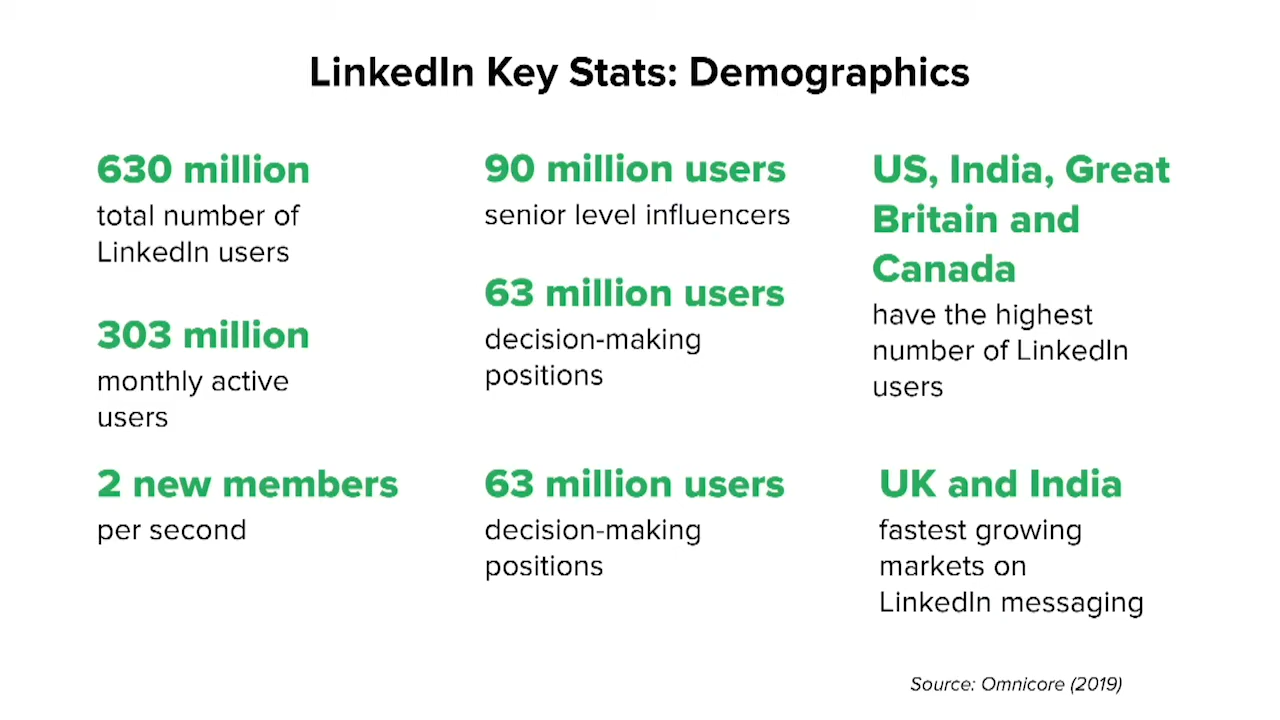 LinkedIn Key Stats: Demographics
630 million
total number of
LinkedIn users
303 million
monthly active
users
2 new members
per second
90 million users
senior level influencers
63 million users
decision-making
positions
63 million users
decision-making
positions
US, India, Great
Britain and
Canada
have the highest
number of LinkedIn
users
UK and India
fastest growing
markets on
LinkedIn messaging
Source: Omnicore (2019)